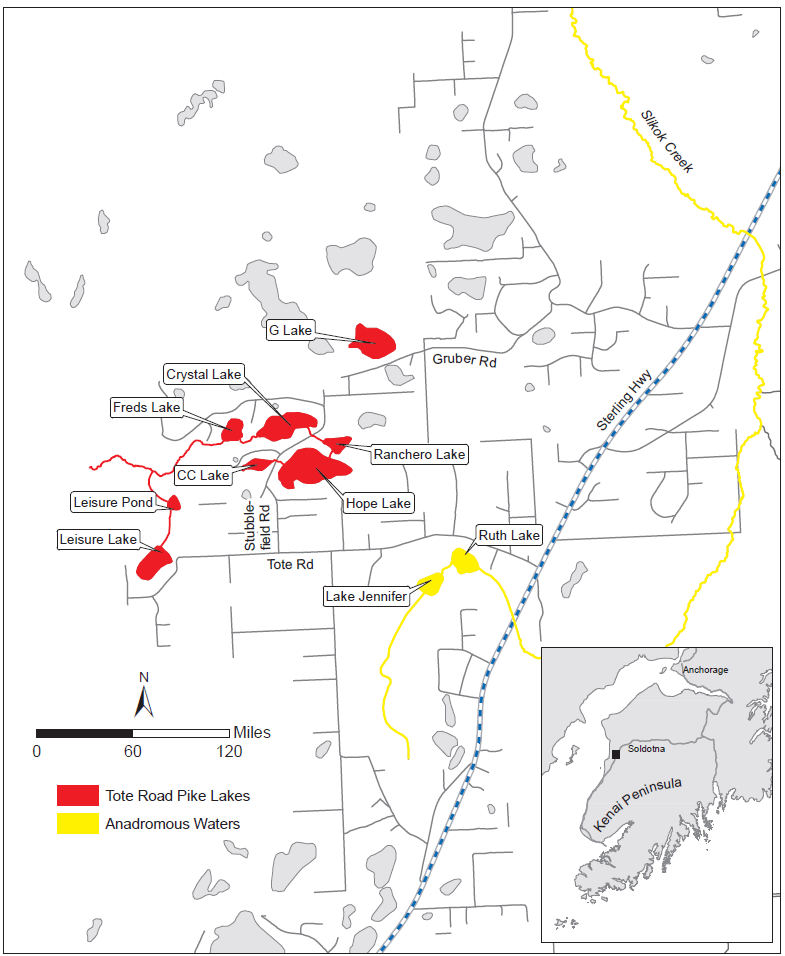 Slikok Creek
G Lake
Gruber Rd
Crystal Lake
Sterling Hwy
Freds Lake
Ranchero Lake
CC Lake
Leisure Pond
Hope Lake
Stubble-
field Rd
Leisure Lake
Ruth Lake
Tote Rd
Lake Jennifer
N
Miles
0 60 120
Tote Road Pike Lakes
Anadromous Waters
Anchorage
Soldotna
Kenai Peninsula